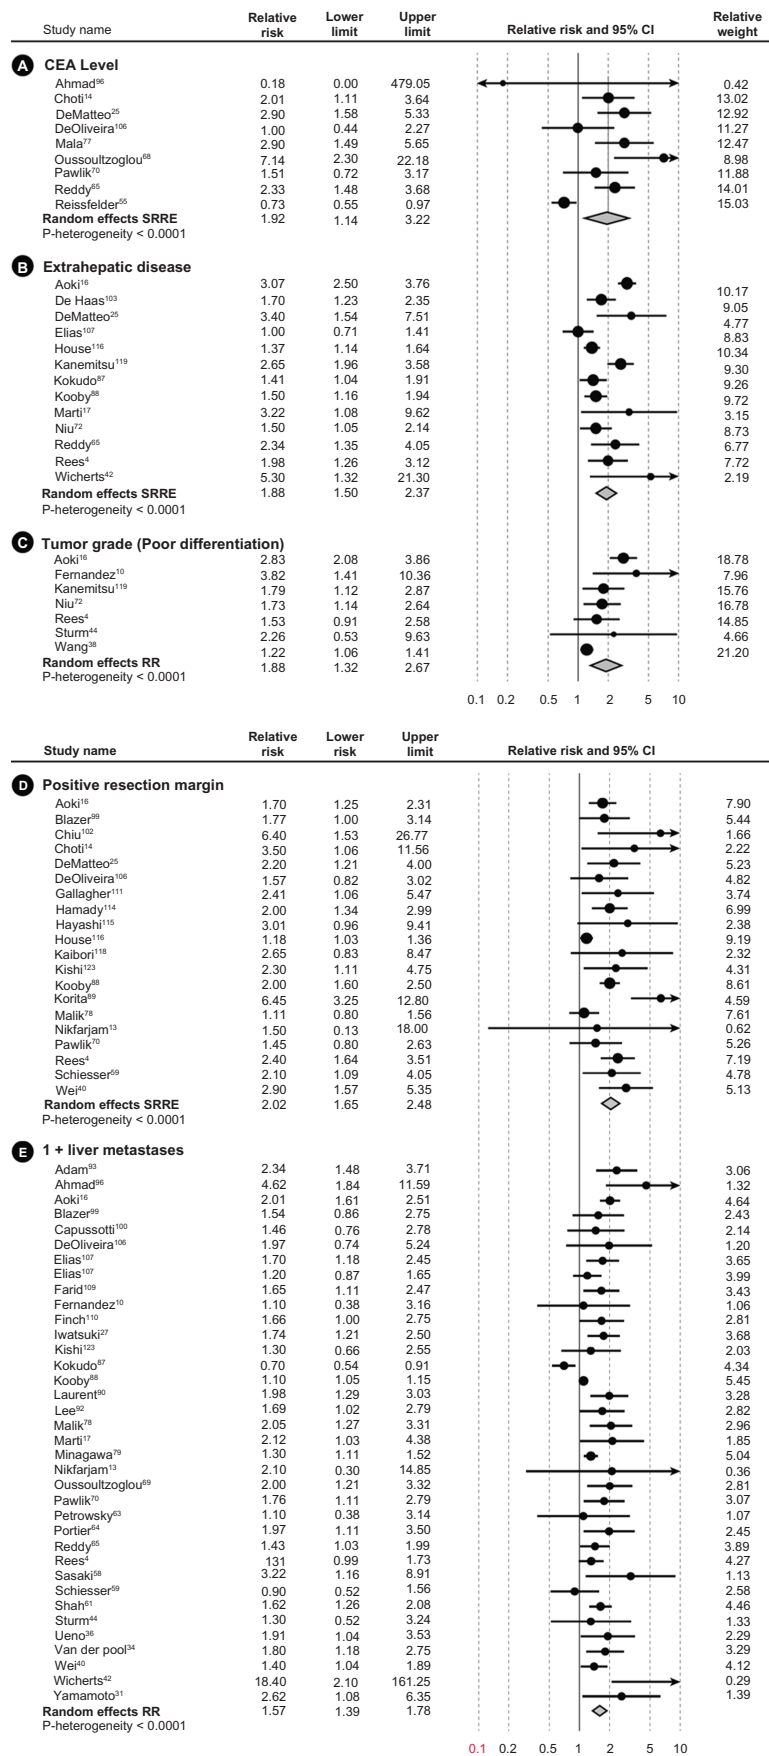 Study name Relative risk Lower limit Upper limit Relative risk and 95% CI Relative weight
A CEA Level
Ahmad96 0.18 0.00 479.05 0.42
Choti14 2.01 1.11 3.64 13.02
DeMatteo25 2.90 1.58 5.33 12.92
DeOliveira106 1.00 0.44 2.27 11.27
Mala77 2.90 1.49 5.65 12.47
Oussoultzoglou68 7.14 2.30 22.18 8.98
Pawlik70 1.51 0.72 3.17 11.88
Reddy65 2.33 1.48 3.68 14.01
Reissfelder55 0.73 0.55 0.97 15.03
Random effects SRRE 1.92 1.14 3.22
P-heterogeneity < 0.0001
B Extrahepatic disease
Aoki16 3.07 2.50 3.76 10.17
De Haas103 1.70 1.23 2.35 9.05
DeMatteo25 3.40 1.54 7.51 4.77
Elias107 1.00 0.71 1.41 8.83
House116 1.37 1.14 1.64 10.34
Kanemitsu119 2.65 1.96 3.58 9.30
Kokudo87 1.41 1.04 1.91 9.26
Kooby88 1.50 1.16 1.94 9.72
Marti17 3.22 1.08 9.62 3.15
Niu72 1.50 1.05 2.14 8.73
Reddy65 2.34 1.35 4.05 6.77
Rees4 1.98 1.26 3.12 7.72
Wicherts42 5.30 1.32 21.30 2.19
Random effects SRRE 1.88 1.50 2.37
P-heterogeneity < 0.0001
C Tumor grade (Poor differentiation)
Aoki16 2.83 2.08 3.86 18.78
Fernandez10 3.82 1.41 10.36 7.96
Kanemitsu119 1.79 1.12 2.87 15.76
Niu72 1.73 1.14 2.64 16.78
Rees4 1.53 0.91 2.58 14.85
Sturm44 2.26 0.53 9.63 4.66
Wang38 1.22 1.06 1.41 21.20
Random effects RR 1.88 1.32 2.67
P-heterogeneity < 0.0001
0.1 0.2 0.5 1 2 5 10
Study name Relative risk Lower risk Upper limit Relative risk and 95% CI
D Positive resection margin
Aoki16 1.70 1.25 2.31 7.90
Blazer99 1.77 1.00 3.14 5.44
Chiu102 6.40 1.53 26.77 1.66
Choti14 3.50 1.06 11.56 2.22
DeMatteo25 2.20 1.21 4.00 5.23
DeOliveira106 1.57 0.82 3.02 4.82
Gallagher111 2.41 1.06 5.47 3.74
Hamady114 2.00 1.34 2.99 6.99
Hayashi115 3.01 0.96 9.41 2.38
House116 1.18 1.03 1.36 9.19
Kaibori118 2.65 0.83 8.47 2.32
Kishi123 2.30 1.11 4.75 4.31
Kooby88 2.00 1.60 2.50 8.61
Korita89 6.45 3.25 12.80 4.59
Malik78 1.11 0.80 1.56 7.61
Nikfarjam13 1.50 0.13 18.00 0.62
Pawlik70 1.45 0.80 2.63 5.26
Rees4 2.40 1.64 3.51 7.19
Schiesser59 2.10 1.09 4.05 4.78
Wei40 2.90 1.57 5.35 5.13
Random effects SRRE 2.02 1.65 2.48
P-heterogeneity < 0.0001
E 1 + liver metastases
Adam93 2.34 1.48 3.71 3.06
Ahmad96 4.62 1.84 11.59 1.32
Aoki16 2.01 1.61 2.51 4.64
Blazer99 1.54 0.86 2.75 2.43
Capussotti100 1.46 0.76 2.78 2.14
DeOliveira106 1.97 0.74 5.24 1.20
Elias107 1.70 1.18 2.45 3.65
Elias107 1.20 0.87 1.65 3.99
Farid109 1.65 1.11 2.47 3.43
Fernandez10 1.10 0.38 3.16 1.06
Finch110 1.66 1.00 2.75 2.81
Iwatsuki27 1.74 1.21 2.50 3.68
Kishi123 1.30 0.66 2.55 2.03
Kokudo87 0.70 0.54 0.91 4.34
Kooby88 1.10 1.05 1.15 5.45
Laurent90 1.98 1.29 3.03 3.28
Lee92 1.69 1.02 2.79 2.82
Malik78 2.05 1.27 3.31 2.96
Marti17 2.12 1.03 4.38 1.85
Minagawa79 1.30 1.11 1.52 5.04
Nikfarjam13 2.10 0.30 14.85 0.36
Oussoultzoglou69 2.00 1.21 3.32 2.81
Pawlik70 1.76 1.11 2.79 3.07
Petrowsky63 1.10 0.38 3.14 1.07
Portier64 1.97 1.11 3.50 2.45
Reddy65 1.43 1.03 1.99 3.89
Rees4 131 0.99 1.73 4.27
Sasaki58 3.22 1.16 8.91 1.13
Schiesser59 0.90 0.52 1.56 2.58
Shah61 1.62 1.26 2.08 4.46
Sturm44 1.30 0.52 3.24 1.33
Ueno36 1.91 1.04 3.53 2.29
Van der pool34 1.80 1.18 2.75 3.29
Wei40 1.40 1.04 1.89 4.12
Wicherts42 18.40 2.10 161.25 0.29
Yamamoto31 2.62 1.08 6.35 1.39
Random effects RR 1.57 1.39 1.78
P-heterogeneity < 0.0001
0.1 0.2 0.5 1 2 5 10